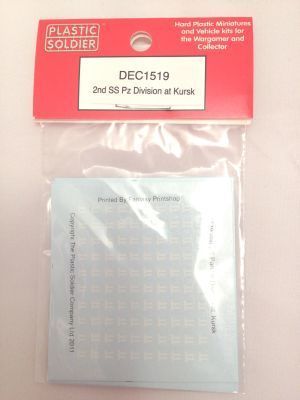 PLASTIC
SOLDIER
Hard Plastic Miniatures
and Vehicle kits for
the Wargamer and
Collector
DEC1519
2nd SS Pz Division at Kursk
Printed By Fantasy Printshop
Copyright The Plastic Soldier Company Ltd 2011
Kursk